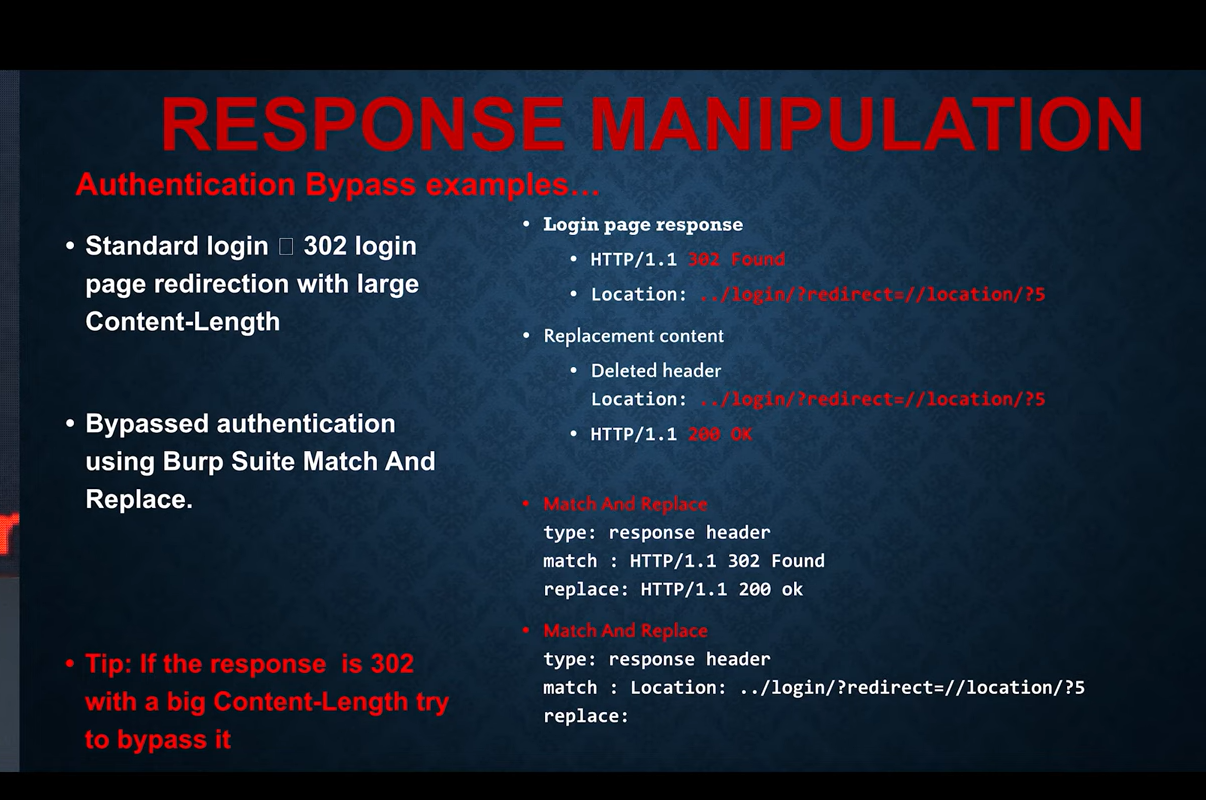 RESPONSE MANIPULATION
Authentication Bypass examples...
• Standard login □ 302 login
page redirection with large
Content-Length
• Bypassed authentication
using Burp Suite Match And
Replace.
• Tip: If the response  is 302
with a big Content-Length try
to bypass it
• Login page response
• HTTP/1.1 302 Found
• Location: ../login/?redirect=//location/?5
• Replacement content
• Deleted header
Location: ../login/?redirect=//location/?5
• HTTP/1.1 200 OK
• Match And Replace
type: response header
match : HTTP/1.1 302 Found
replace: HTTP/1.1 200 ok
• Match And Replace
type: response header
match : Location: ../login/?redirect=//location/?5
replace: